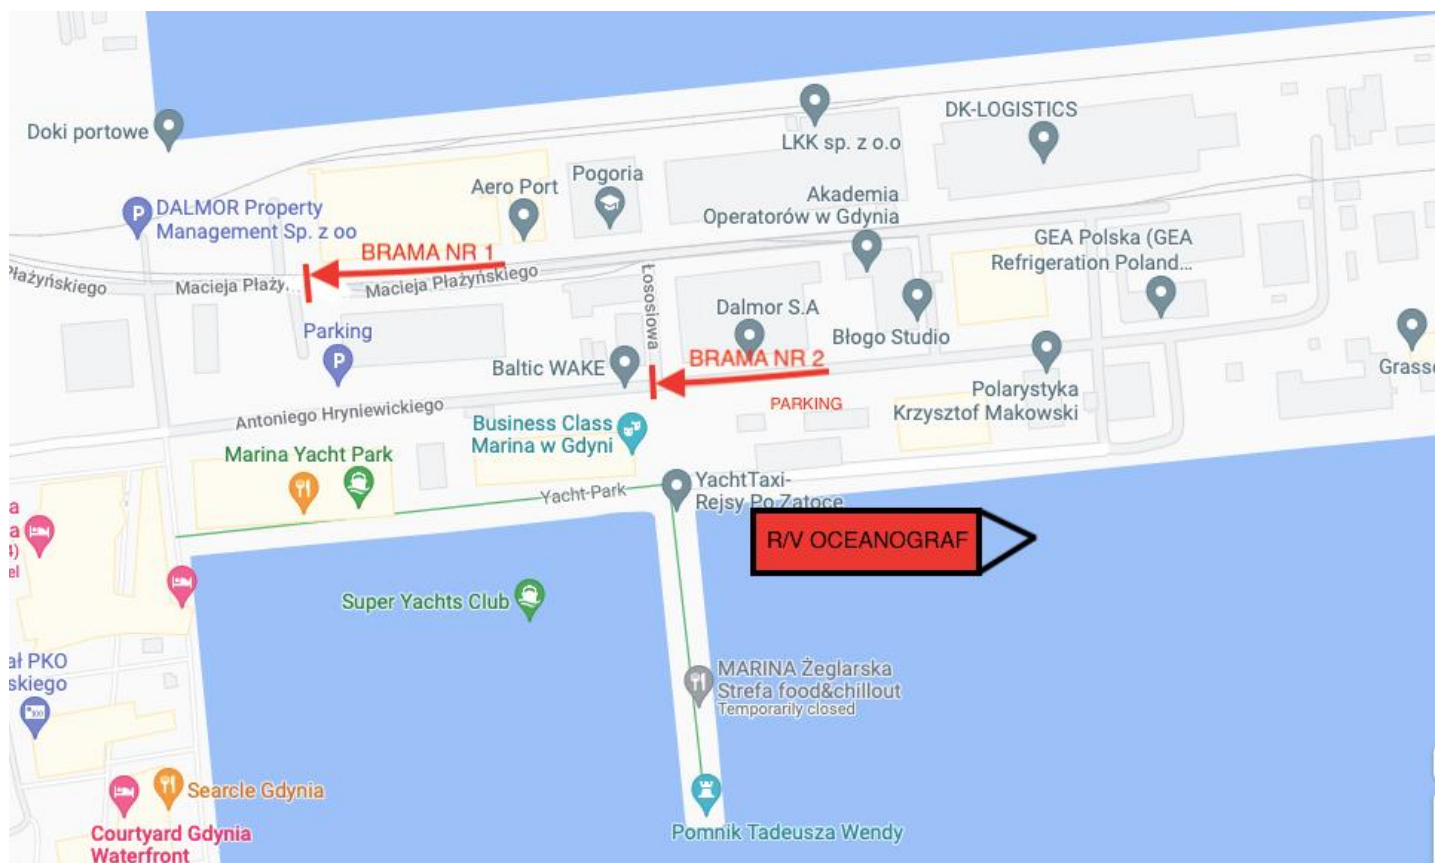 Doki portowe
LKK sp. z o.o
DK-LOGISTICS
DALMOR Property
Management Sp. z oo
Aero Port
Pogoria
Akademia
Operatorów w Gdynia
GEA Polska (GEA
Refrigeration Poland...
BRAMA NR 1
Płażyńskiego
Macieja Płaży...
Macieja Płażyńskiego
Łososiowa
Parking
Dalmor S.A
Błogo Studio
Baltic WAKE
BRAMA NR 2
Grasso
PARKING
Polarystyka
Krzysztof Makowski
Antoniego Hryniewickiego
Business Class
Marina w Gdyni
Marina Yacht Park
Yacht-Park
YachtTaxi-
Rejsy Po Zatoce
R/V OCEANOGRAF
Super Yachts Club
MARINA Żeglarska
Strefa food&chillout
Temporarily closed
PKO
skiego
Searcle Gdynia
Courtyard Gdynia
Waterfront
Pomnik Tadeusza Wendy